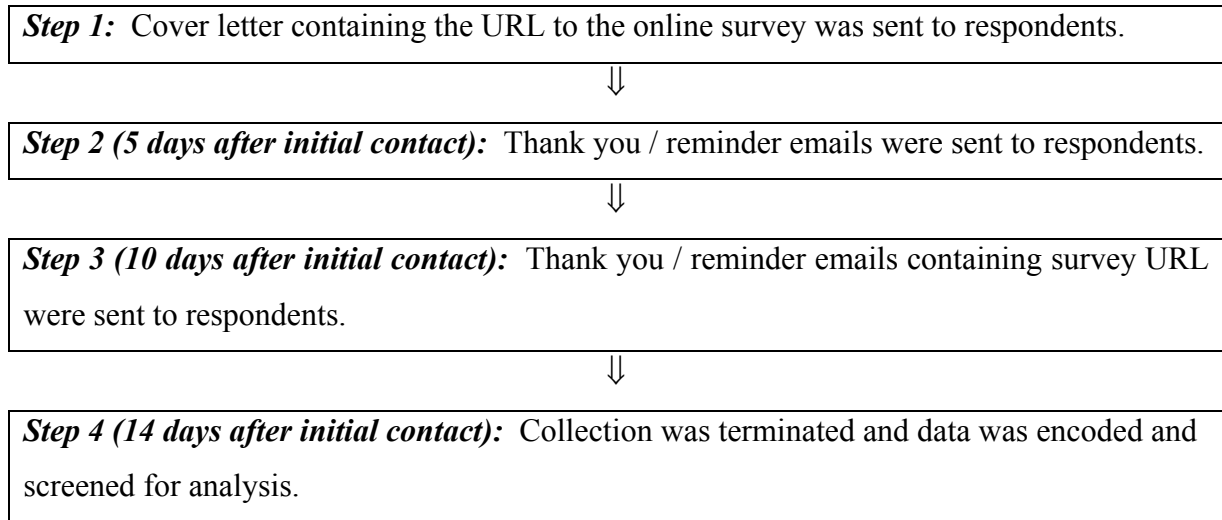 Step 1: Cover letter containing the URL to the online survey was sent to respondents.
⇓
Step 2 (5 days after initial contact): Thank you / reminder emails were sent to respondents.
⇓
Step 3 (10 days after initial contact): Thank you / reminder emails containing survey URL
were sent to respondents.
⇓
Step 4 (14 days after initial contact): Collection was terminated and data was encoded and
screened for analysis.